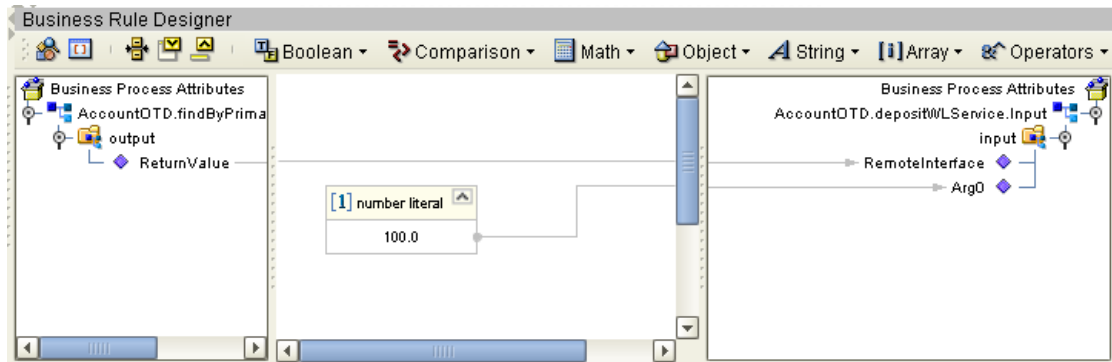 Business Rule Designer
Boolean Comparison Math Object String [i] Array Operators
Business Process Attributes
AccountOTD.findByPrima
output
ReturnValue
[1] number literal
100.0
Business Process Attributes
AccountOTD.depositWLService.Input
input
RemoteInterface
Arg0